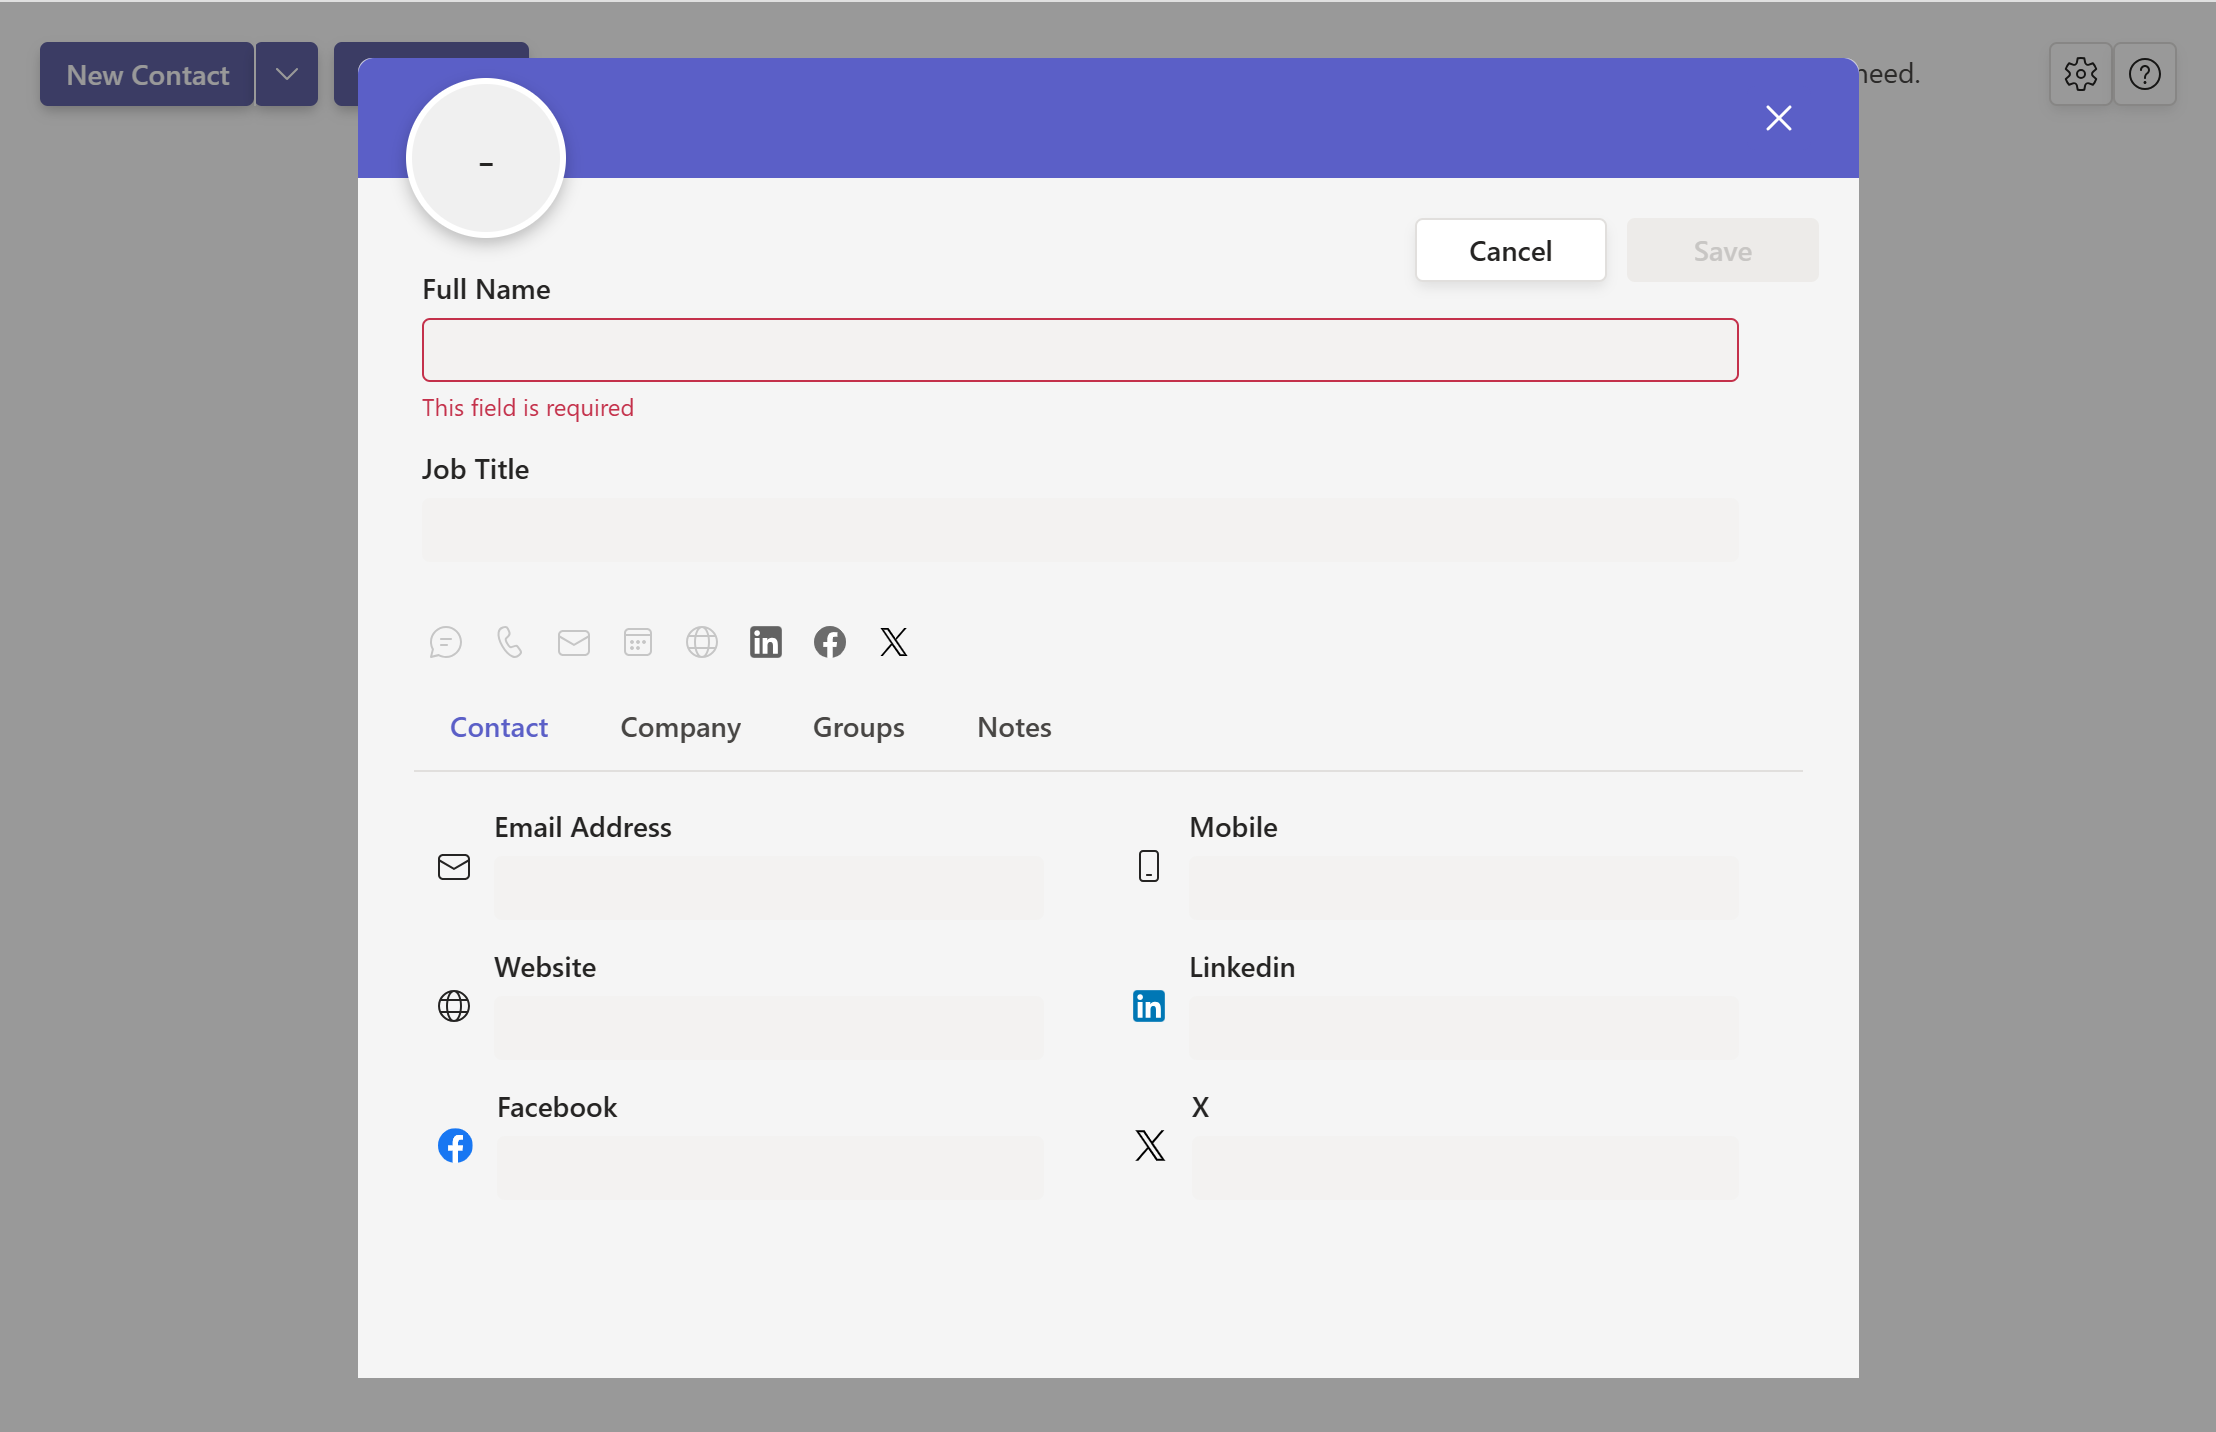 New Contact
need.
-
Cancel
Save
Full Name
This field is required
Job Title
Contact
Company
Groups
Notes
Email Address
Mobile
Website
Linkedin
Facebook
X